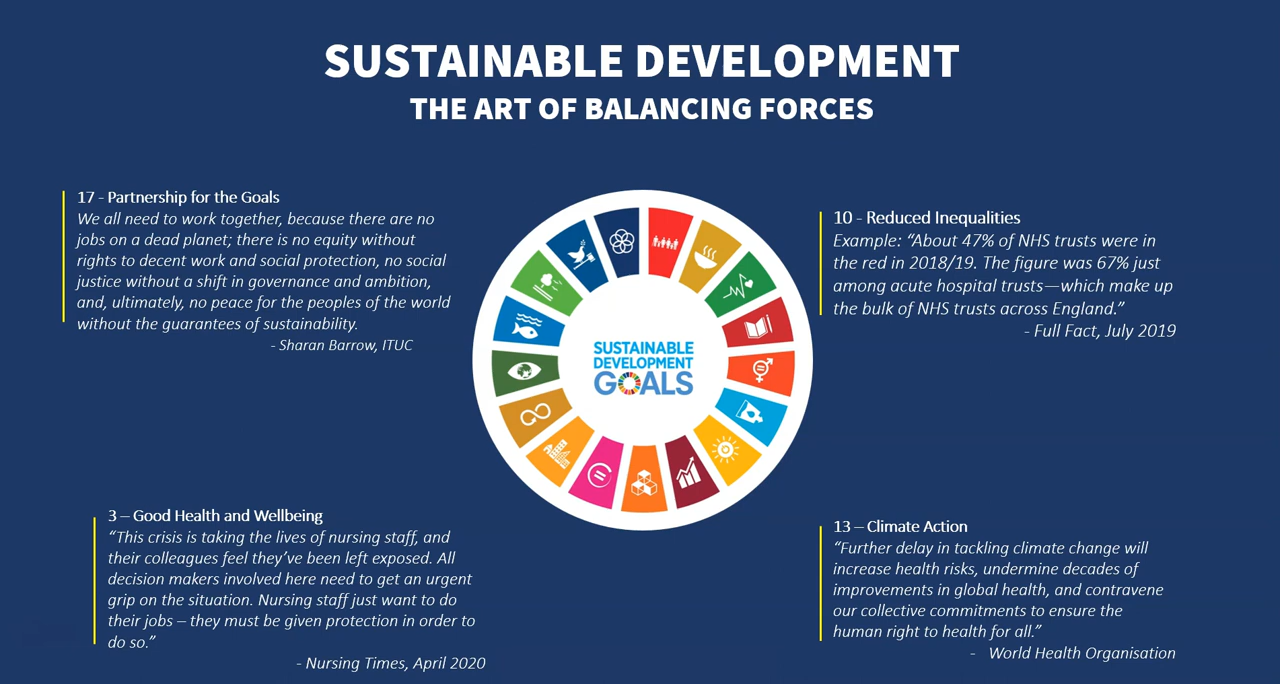 SUSTAINABLE DEVELOPMENT
THE ART OF BALANCING FORCES
17 - Partnership for the Goals
We all need to work together, because there are no
jobs on a dead planet; there is no equity without
rights to decent work and social protection, no social
justice without a shift in governance and ambition,
and, ultimately, no peace for the peoples of the world
without the guarantees of sustainability.
- Sharan Barrow, ITUC
10 - Reduced Inequalities
Example: “About 47% of NHS trusts were in
the red in 2018/19. The figure was 67% just
among acute hospital trusts—which make up
the bulk of NHS trusts across England.”
- Full Fact, July 2019
SUSTAINABLE
DEVELOPMENT
GOALS
3 – Good Health and Wellbeing
“This crisis is taking the lives of nursing staff, and
their colleagues feel they’ve been left exposed. All
decision makers involved here need to get an urgent
grip on the situation. Nursing staff just want to do
their jobs – they must be given protection in order to
do so.”
- Nursing Times, April 2020
13 – Climate Action
“Further delay in tackling climate change will
increase health risks, undermine decades of
improvements in global health, and contravene
our collective commitments to ensure the
human right to health for all.”
- World Health Organisation